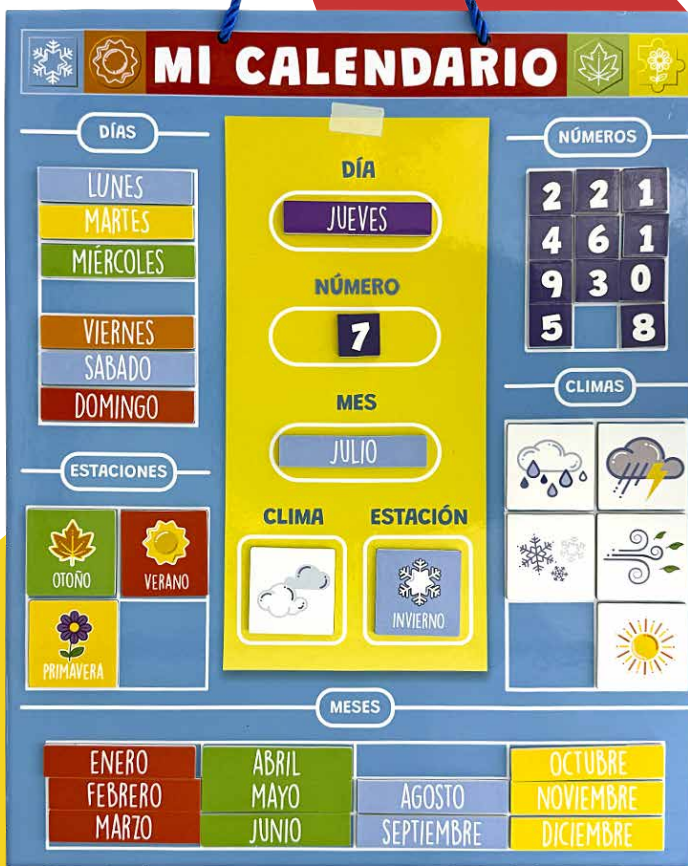 MI CALENDARIO
DÍAS
LUNES
MARTES
MIÉRCOLES
VIERNES
SABADO
DOMINGO
ESTACIONES
OTOÑO
VERANO
PRIMAVERA
DÍA
JUEVES
NÚMERO
7
MES
JULIO
CLIMA
ESTACIÓN
INVIERNO
NÚMEROS
2 2 1
4 6 1
9 3 0
5 8
CLIMAS
MESES
ENERO
FEBRERO
MARZO
ABRIL
MAYO
JUNIO
AGOSTO
SEPTIEMBRE
OCTUBRE
NOVIEMBRE
DICIEMBRE